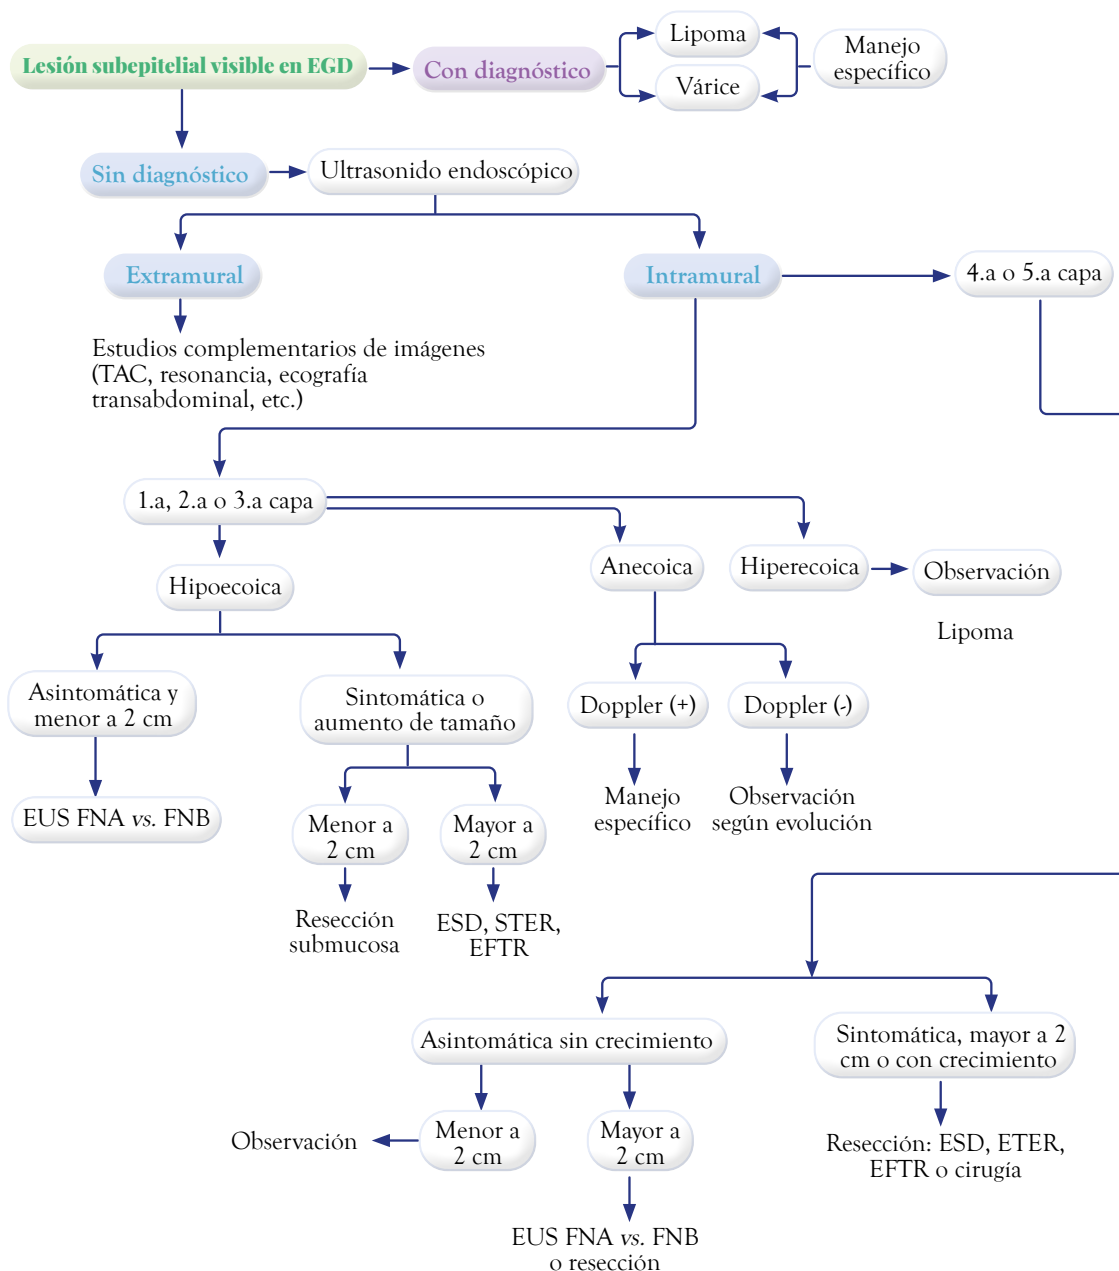 Lesión subepitelial visible en EGD
Con diagnóstico
Lipoma
Várice
Manejo
específico
Sin diagnóstico
Ultrasonido endoscópico
Extramural
Intramural
4.a o 5.a capa
Estudios complementarios de imágenes
(TAC, resonancia, ecografía
transabdominal, etc.)
1.a, 2.a o 3.a capa
Hipoecoica
Anecoica
Hiperecoica
Observación
Lipoma
Asintomática y
menor a 2 cm
Sintomática o
aumento de tamaño
Doppler (+)
Doppler (-)
EUS FNA vs. FNB
Menor a
2 cm
Mayor a
2 cm
Manejo
específico
Observación
según evolución
Resección
submucosa
ESD, STER,
EFTR
Asintomática sin crecimiento
Sintomática, mayor a 2
cm o con crecimiento
Observación
Menor a
2 cm
Mayor a
2 cm
Resección: ESD, ETER,
EFTR o cirugía
EUS FNA vs. FNB
o resección